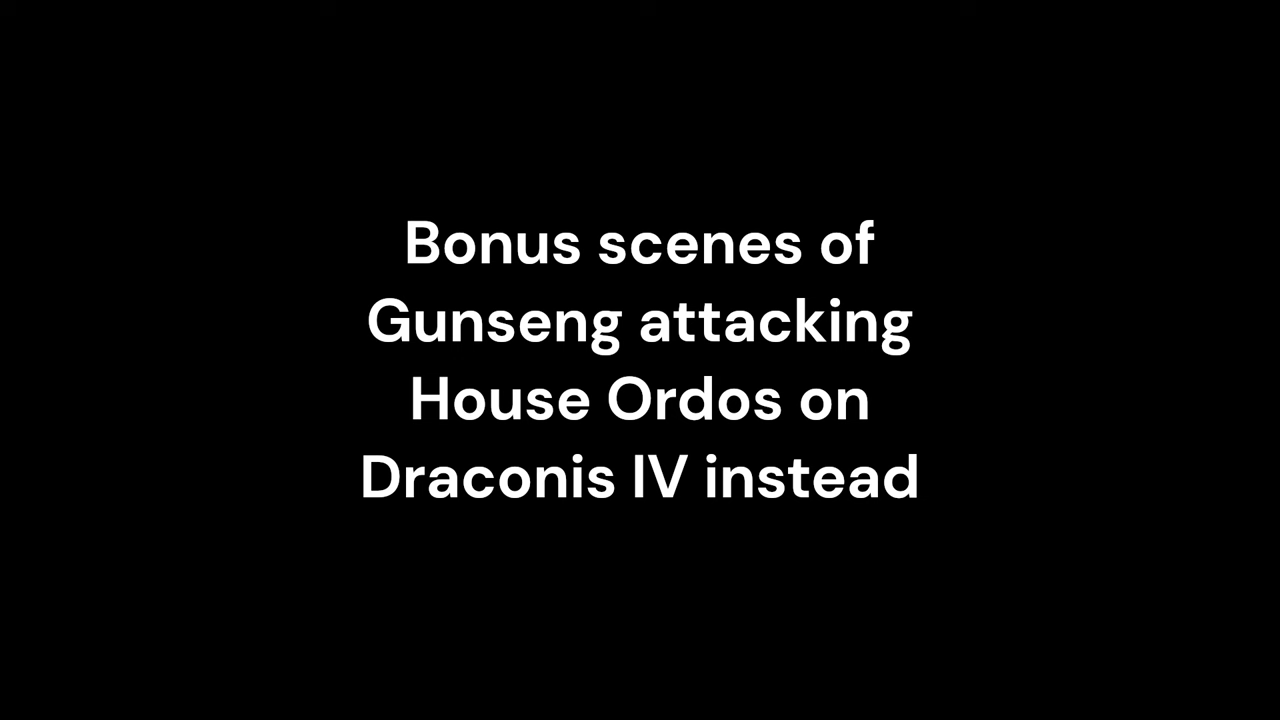 Bonus scenes of
Gunseng attacking
House Ordos on
Draconis IV instead